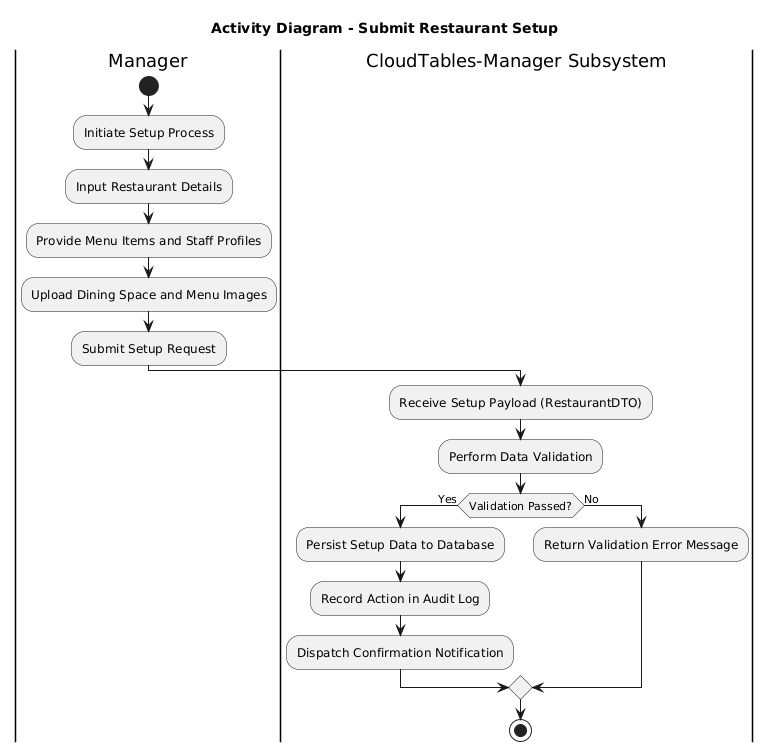 Activity Diagram - Submit Restaurant Setup
Manager
CloudTables-Manager Subsystem
Initiate Setup Process
Input Restaurant Details
Provide Menu Items and Staff Profiles
Upload Dining Space and Menu Images
Submit Setup Request
Receive Setup Payload (RestaurantDTO)
Perform Data Validation
Yes
Validation Passed?
No
Persist Setup Data to Database
Return Validation Error Message
Record Action in Audit Log
Dispatch Confirmation Notification